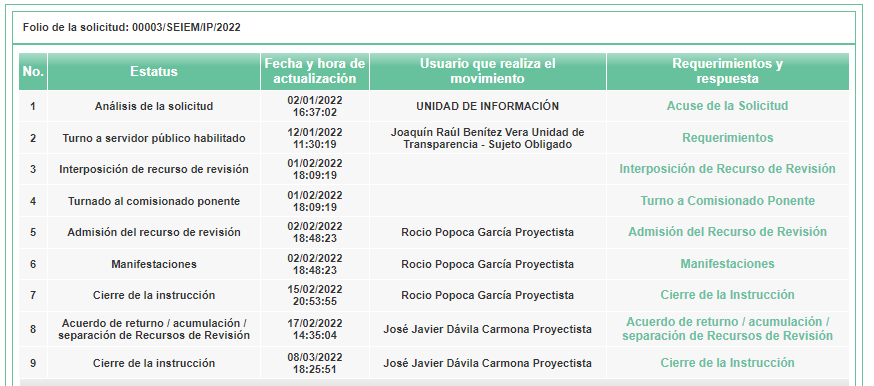 Folio de la solicitud: 00003/SEIEM/IP/2022
No. Estatus Fecha y hora de actualización Usuario que realiza el movimiento Requerimientos y respuesta
1 Análisis de la solicitud 02/01/2022 16:37:02 UNIDAD DE INFORMACIÓN Acuse de la Solicitud
2 Turno a servidor público habilitado 12/01/2022 11:30:19 Joaquín Raúl Benítez Vera Unidad de Transparencia - Sujeto Obligado Requerimientos
3 Interposición de recurso de revisión 01/02/2022 18:09:19 Interposición de Recurso de Revisión
4 Turnado al comisionado ponente 01/02/2022 18:09:19 Turno a Comisionado Ponente
5 Admisión del recurso de revisión 02/02/2022 18:48:23 Rocio Popoca García Proyectista Admisión del Recurso de Revisión
6 Manifestaciones 02/02/2022 18:48:23 Rocio Popoca García Proyectista Manifestaciones
7 Cierre de la instrucción 15/02/2022 20:53:55 Rocio Popoca García Proyectista Cierre de la Instrucción
8 Acuerdo de returno / acumulación / separación de Recursos de Revisión 17/02/2022 14:35:04 José Javier Dávila Carmona Proyectista Acuerdo de returno / acumulación / separación de Recursos de Revisión
9 Cierre de la instrucción 08/03/2022 18:25:51 José Javier Dávila Carmona Proyectista Cierre de la Instrucción